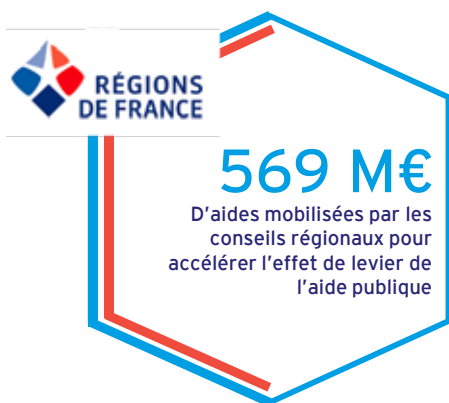 RÉGIONS
DE FRANCE
569 M€
D'aides mobilisées par les
conseils régionaux pour
accélérer l'effet de levier de
l'aide publique